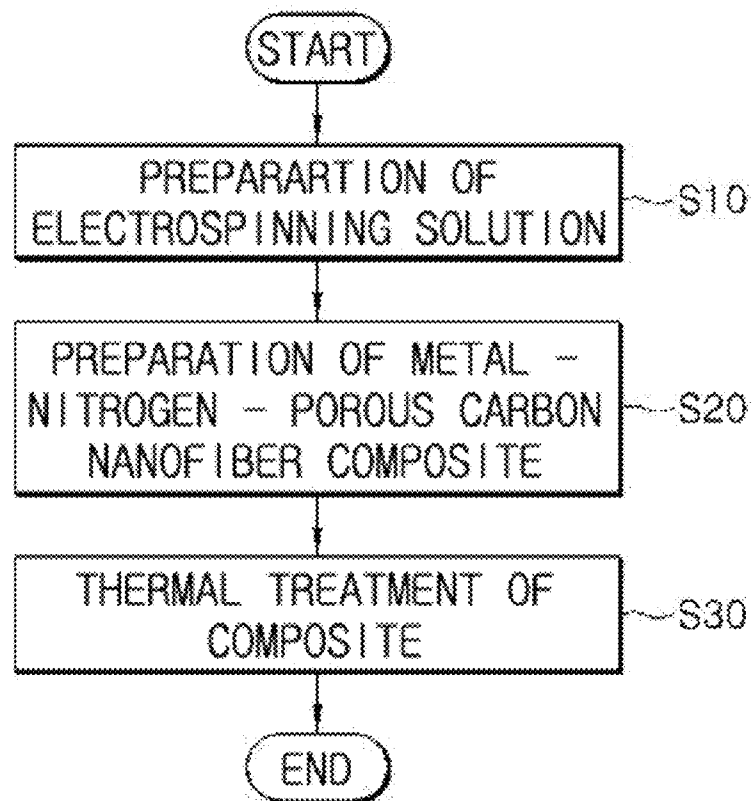 START
PREPARARTION OF
ELECTROSPINNING SOLUTION
S10
PREPARATION OF METAL -
NITROGEN - POROUS CARBON
NANOFIBER COMPOSITE
S20
THERMAL TREATMENT OF
COMPOSITE
S30
END